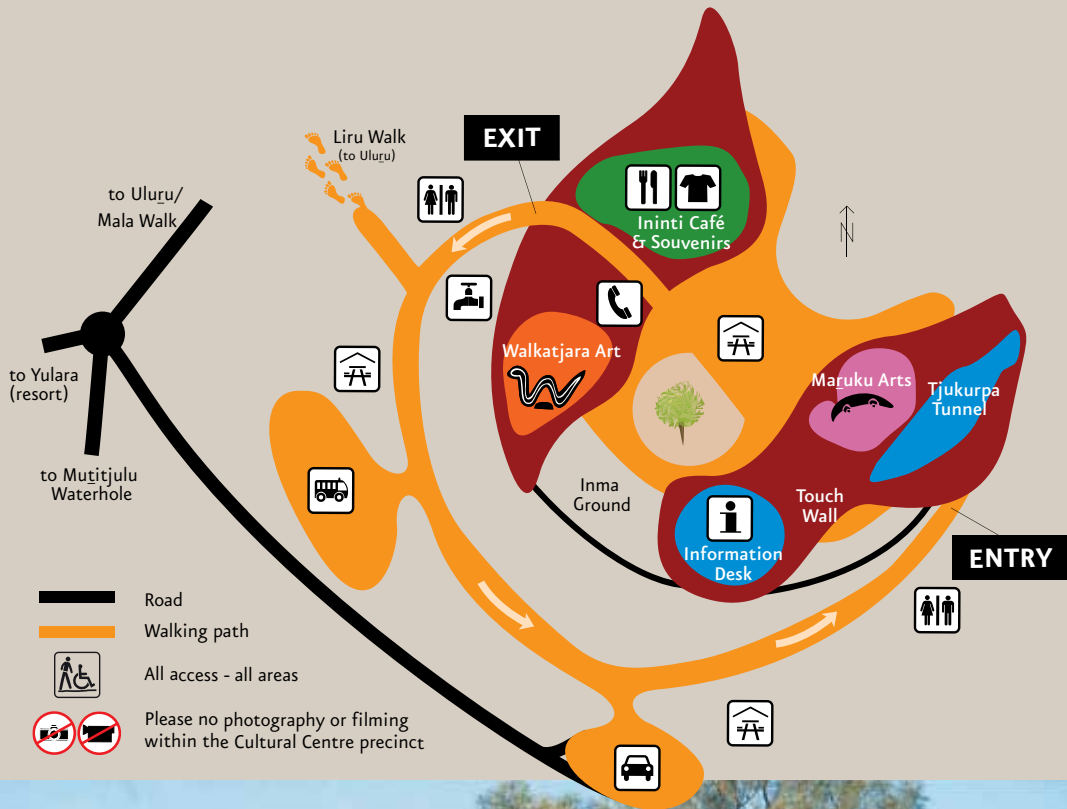 EXIT
Liru Walk
(to Uluṟu)
to Uluṟu/
Mala Walk
Ininti Café
& Souvenirs
N
Walkatjara Art
Maṟuku Arts
Tjukurpa
Tunnel
to Yulara
(resort)
to Muṯitjulu
Waterhole
Inma
Ground
Touch
Wall
Information
Desk
ENTRY
Road
Walking path
All access - all areas
Please no photography or filming
within the Cultural Centre precinct